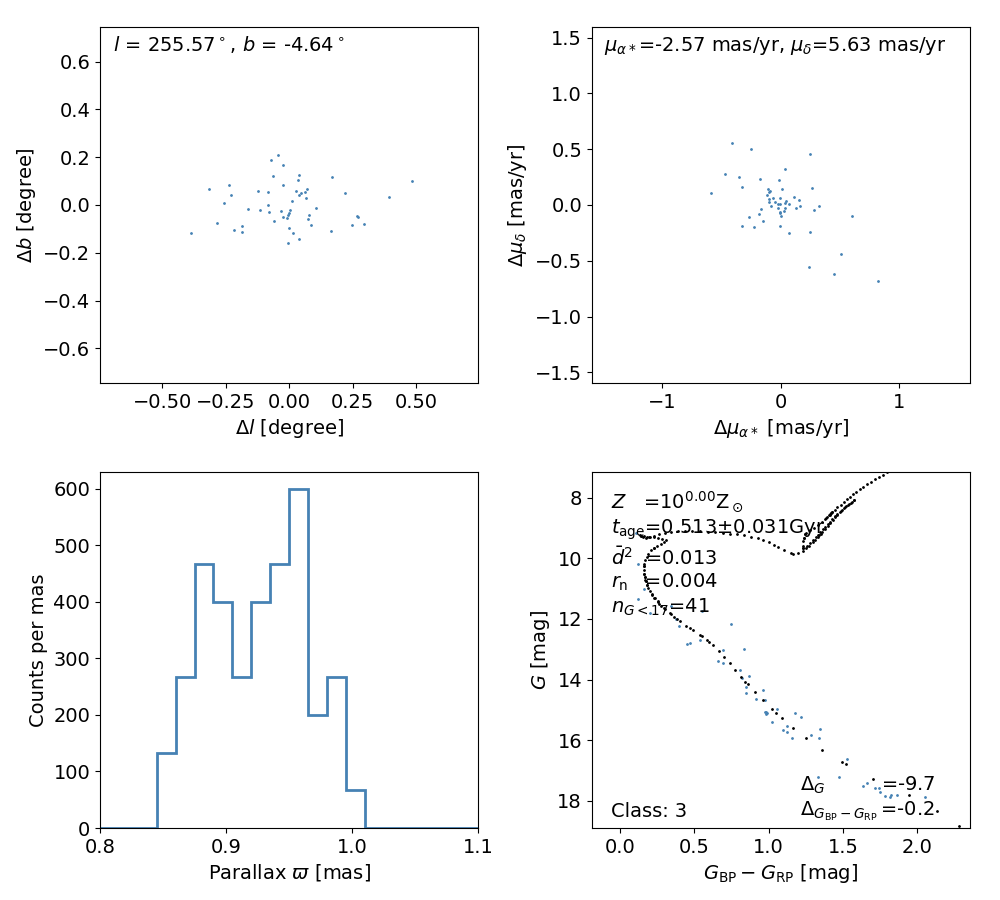 l = 255.57°, b = -4.64°
0.6
0.4
0.2
0.0
−0.2
−0.4
−0.6
Δb [degree]
−0.50 −0.25 0.00 0.25 0.50
Δl [degree]
μα*=-2.57 mas/yr, μδ=5.63 mas/yr
1.5
1.0
0.5
0.0
−0.5
−1.0
−1.5
Δμδ [mas/yr]
−1 0 1
Δμα* [mas/yr]
600
500
400
300
200
100
0
Counts per mas
0.8 0.9 1.0 1.1
Parallax ϖ [mas]
Z =10^0.00 Z⊙
t_age=0.513±0.031Gyr
d̄² =0.013
r_n =0.004
n_G<17=41
8
10
12
14
16
18
G [mag]
Δ_G =-9.7
Δ_GBP−GRP =-0.2
Class: 3
0.0 0.5 1.0 1.5 2.0
G_BP − G_RP [mag]